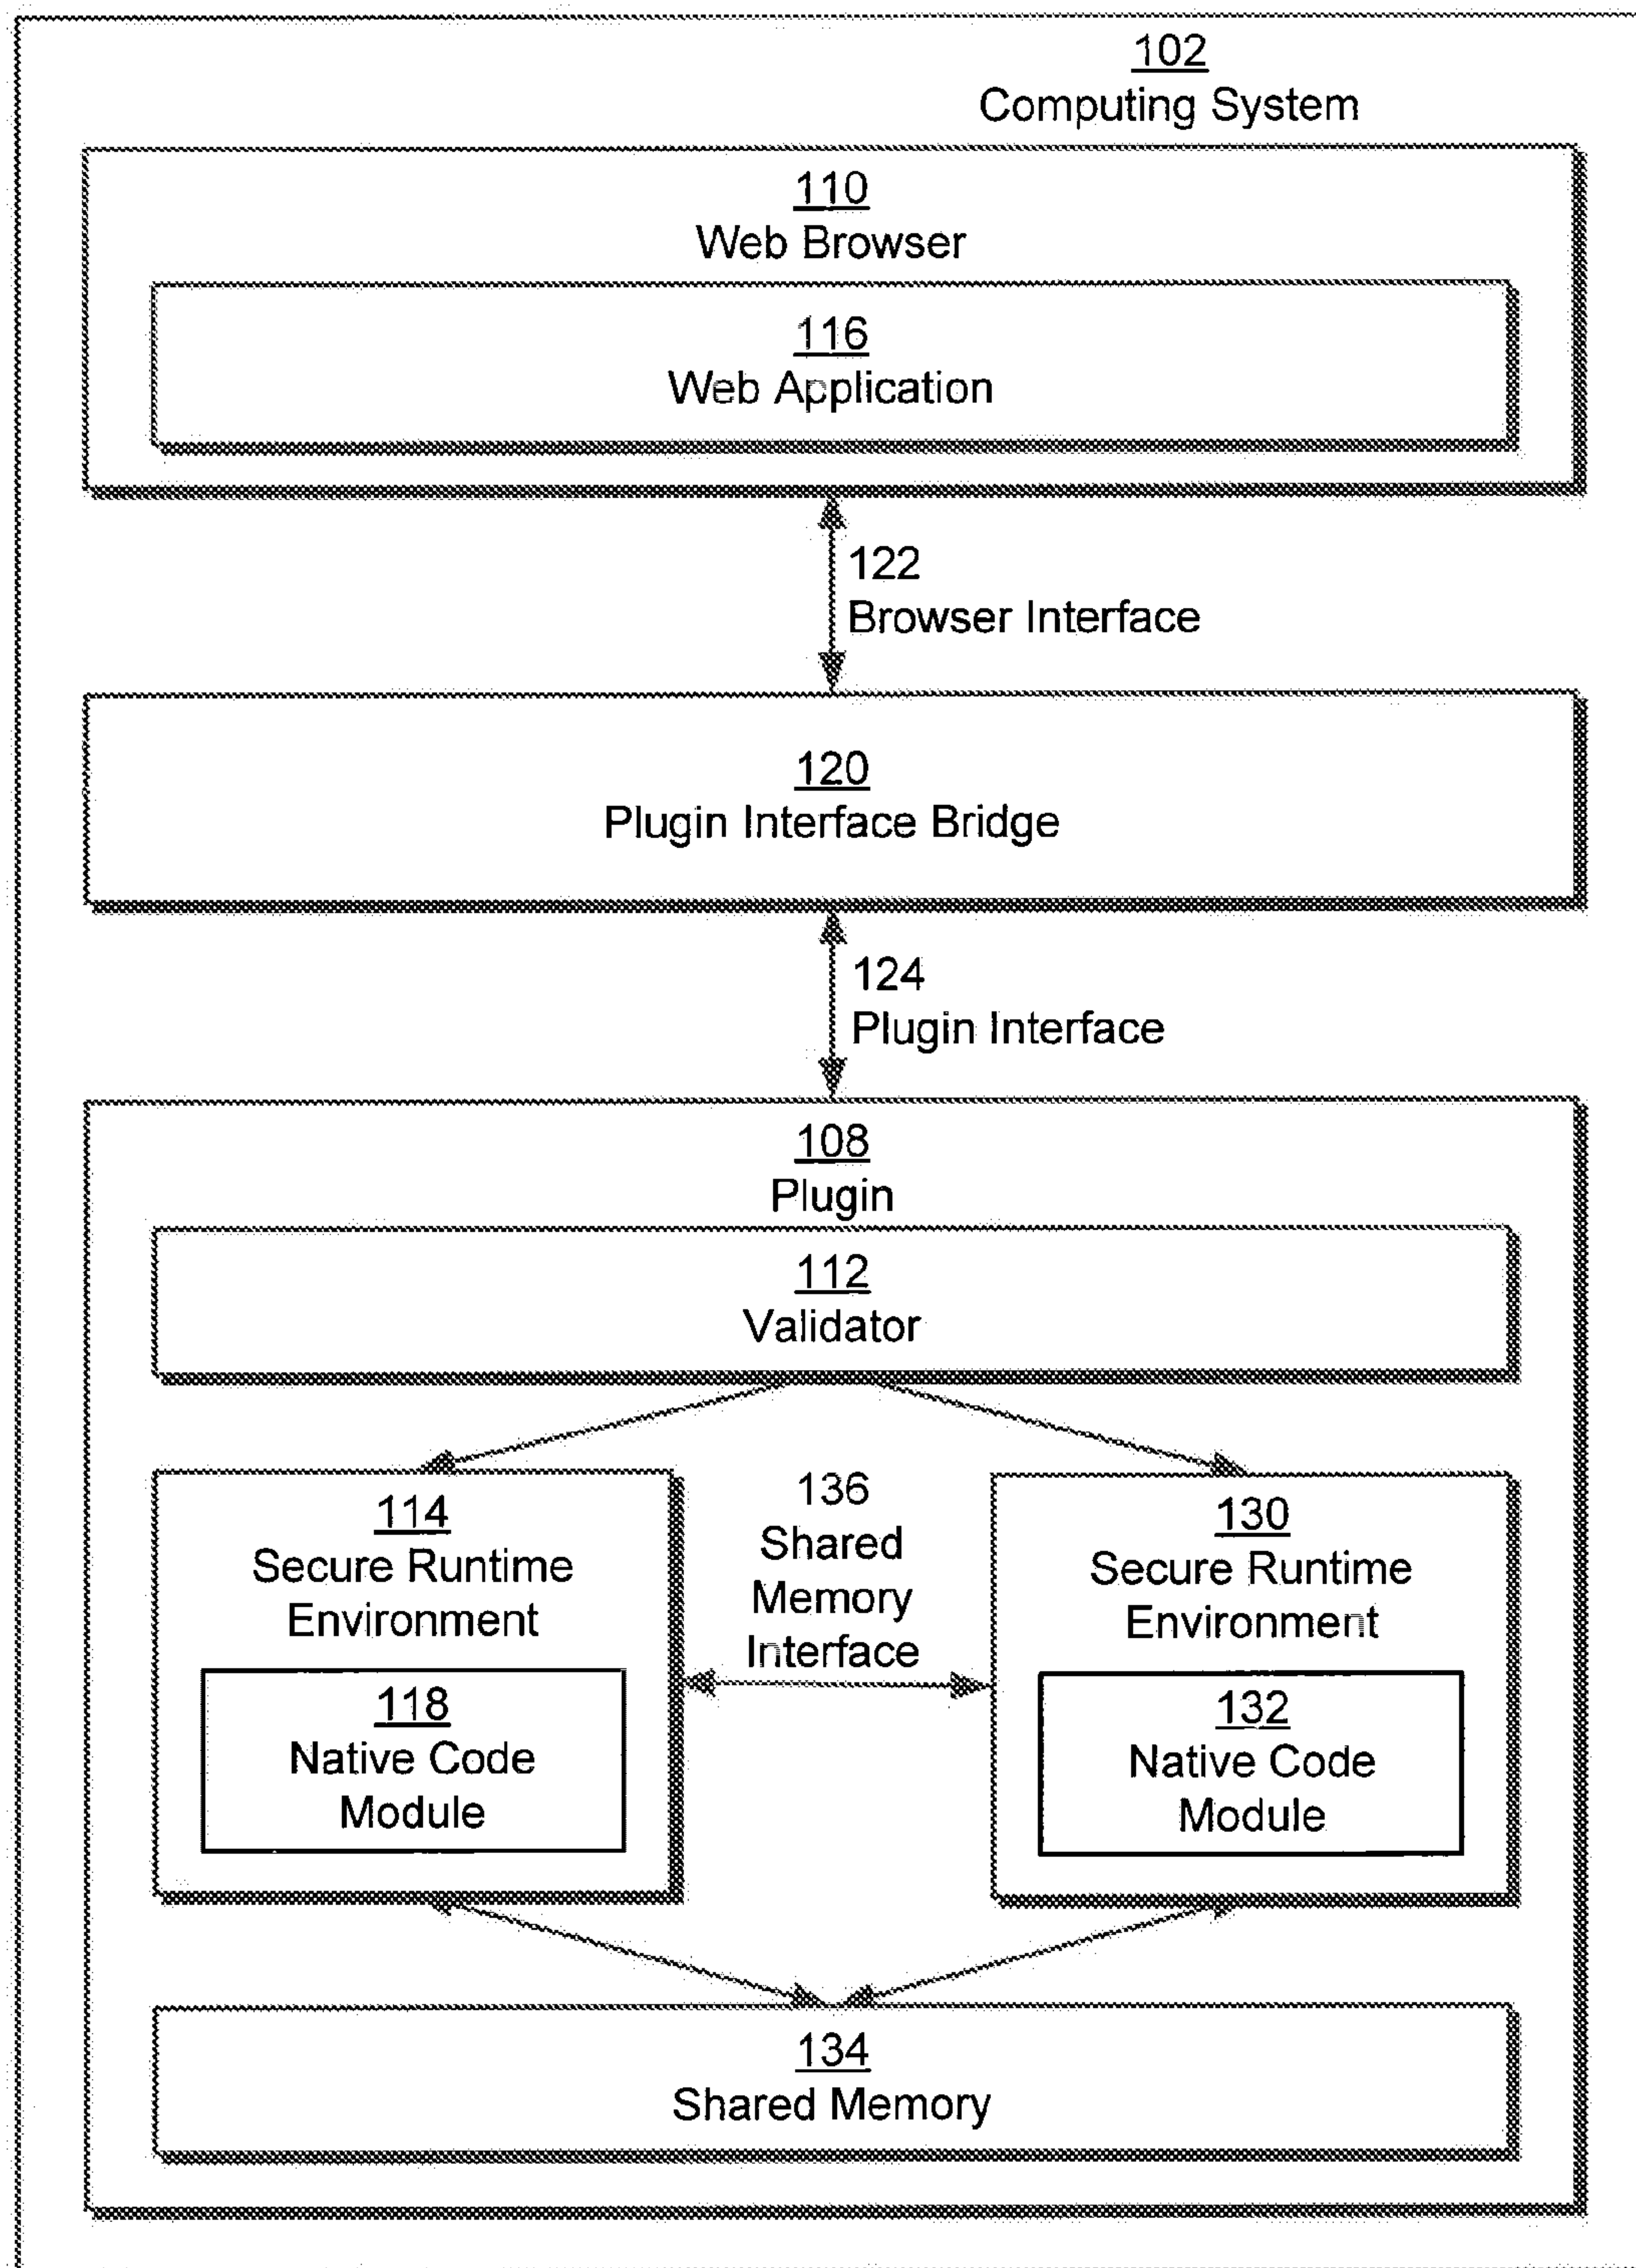 102
Computing System
110
Web Browser
116
Web Application
122
Browser Interface
120
Plugin Interface Bridge
124
Plugin Interface
108
Plugin
112
Validator
114
Secure Runtime
Environment
118
Native Code
Module
136
Shared
Memory
Interface
130
Secure Runtime
Environment
132
Native Code
Module
134
Shared Memory